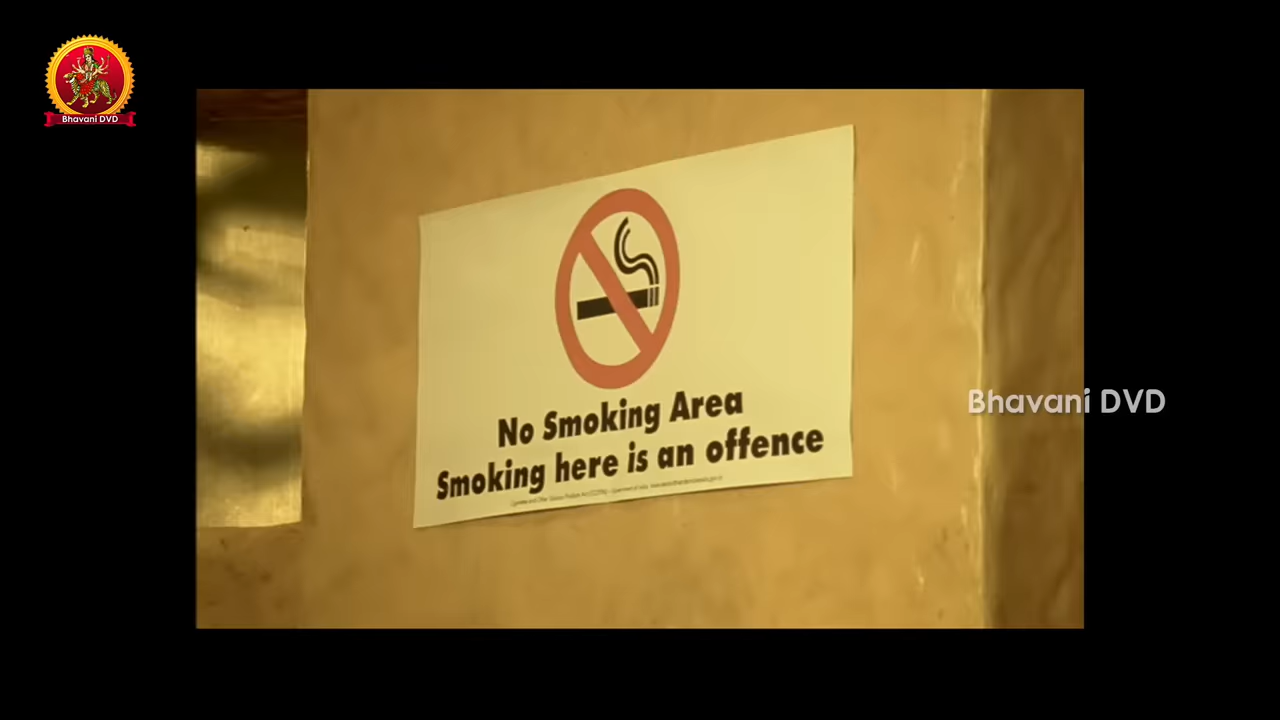 Bhavani DVD
No Smoking Area
Bhavani DVD
Smoking here is an offence